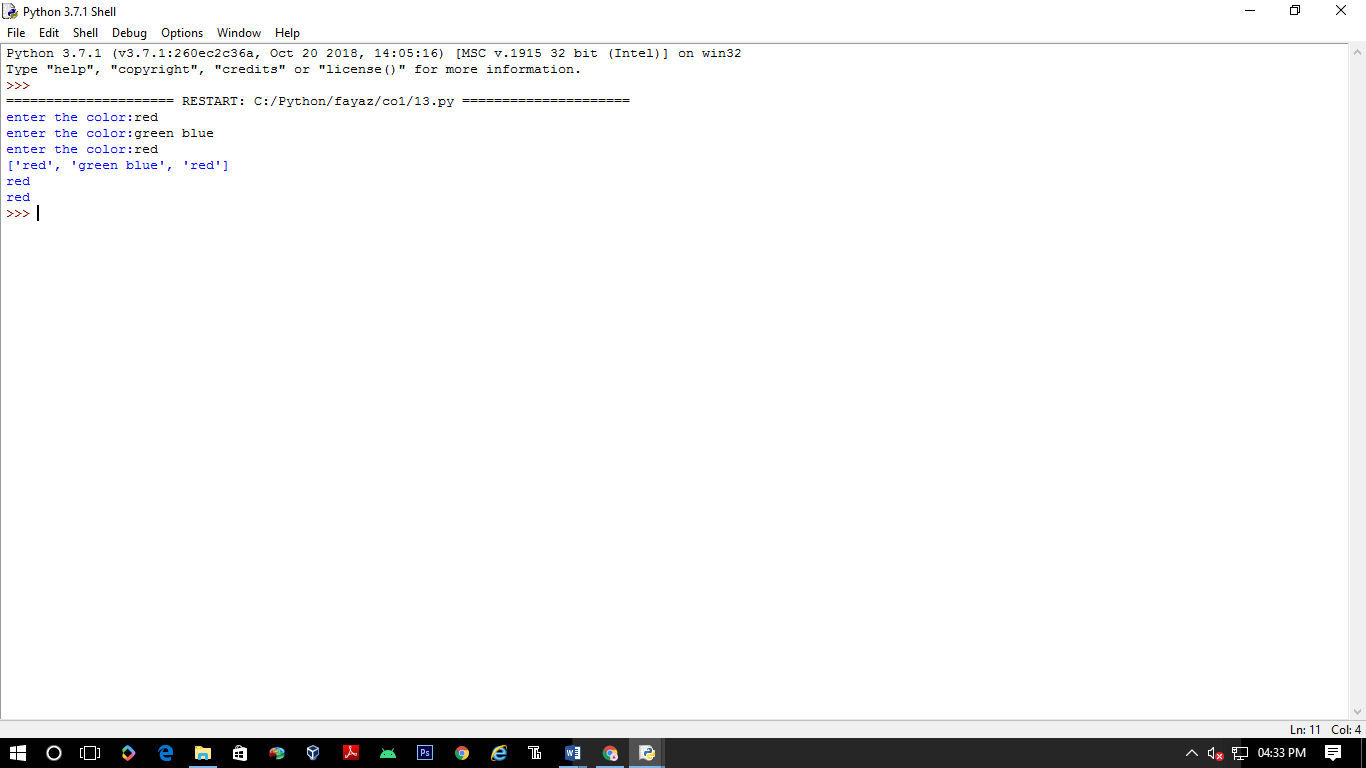 Python 3.7.1 Shell
File Edit Shell Debug Options Window Help
Python 3.7.1 (v3.7.1:260ec2c36a, Oct 20 2018, 14:05:16) [MSC v.1915 32 bit (Intel)] on win32
Type "help", "copyright", "credits" or "license()" for more information.
>>>
===================== RESTART: C:/Python/fayaz/co1/13.py =====================
enter the color:red
enter the color:green blue
enter the color:red
['red', 'green blue', 'red']
red
red
>>>
Ln: 11 Col: 4
Ps
04:33 PM